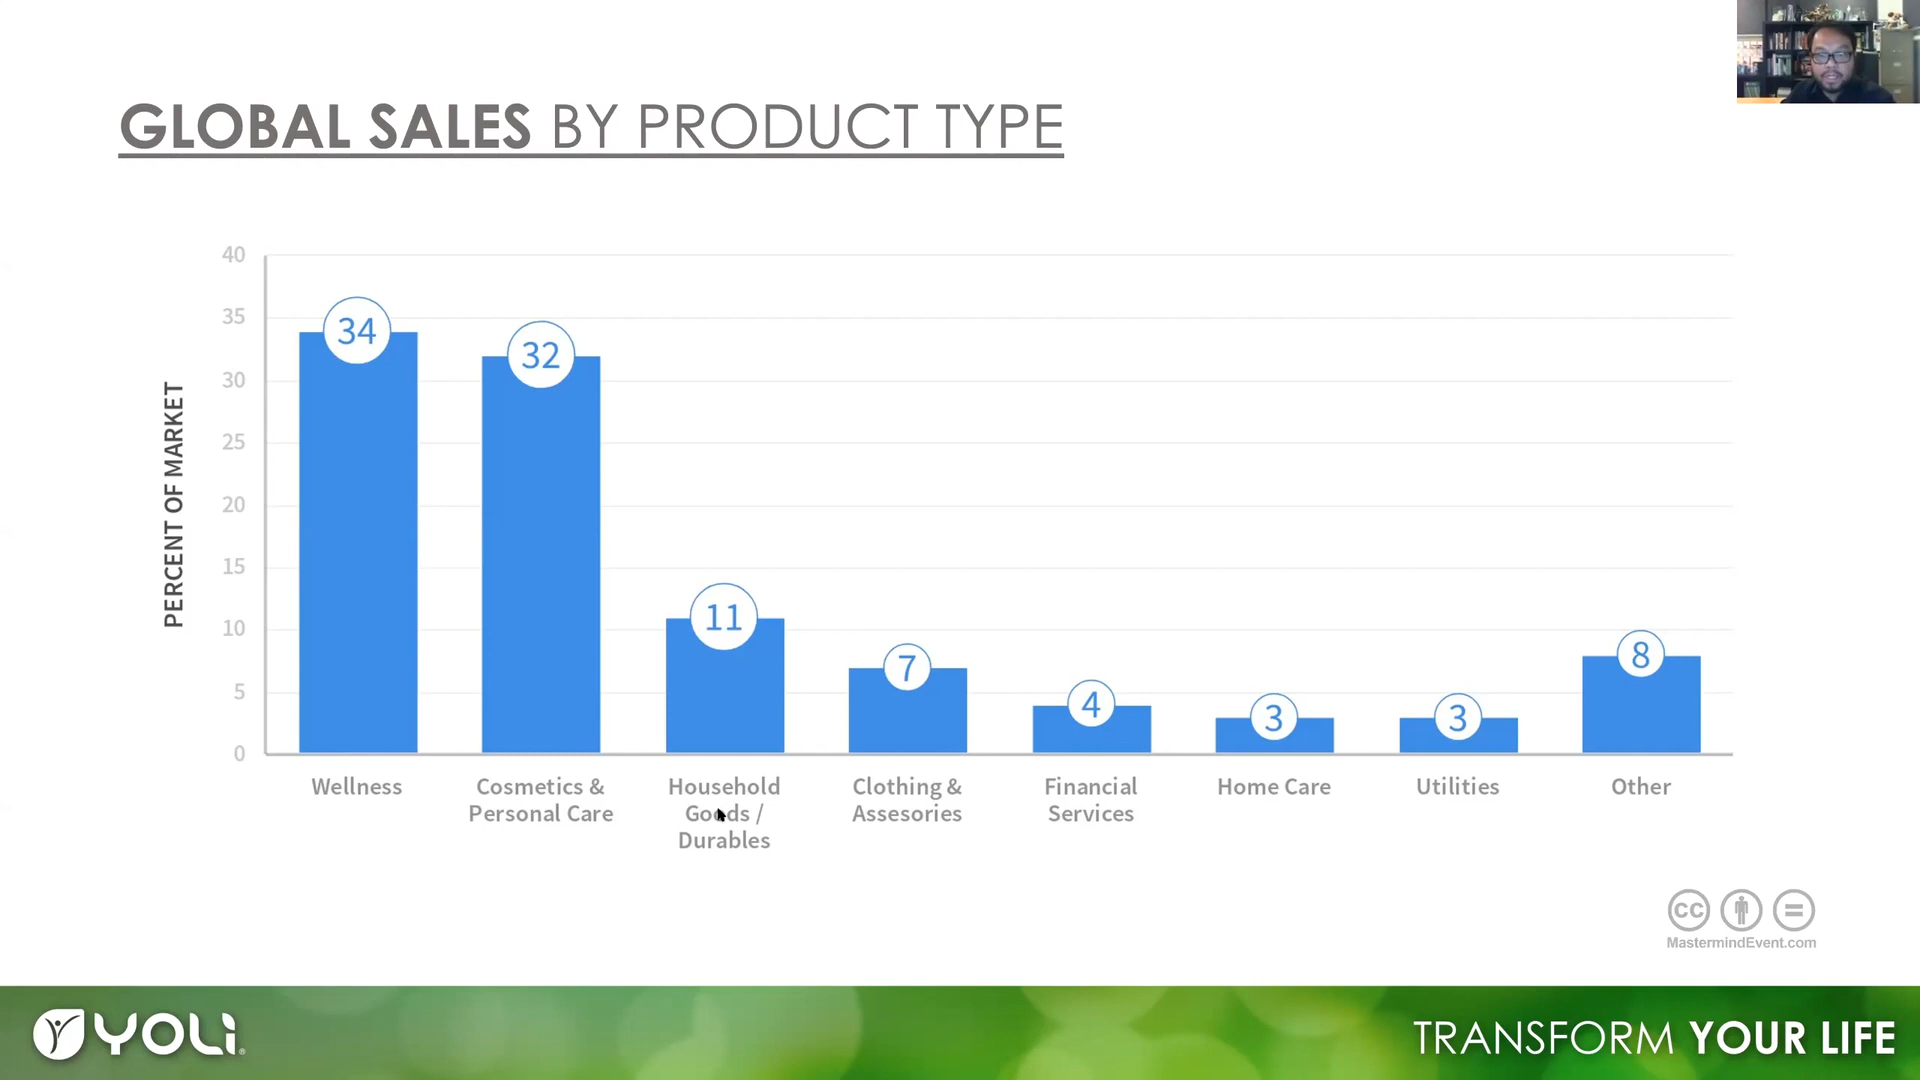 GLOBAL SALES BY PRODUCT TYPE
40
35
30
25
20
15
10
5
0
PERCENT OF MARKET
34
32
11
7
4
3
3
8
Wellness
Cosmetics &
Personal Care
Household
Goods /
Durables
Clothing &
Assesories
Financial
Services
Home Care
Utilities
Other
CC
MastermindEvent.com
YOLi
TRANSFORM YOUR LIFE